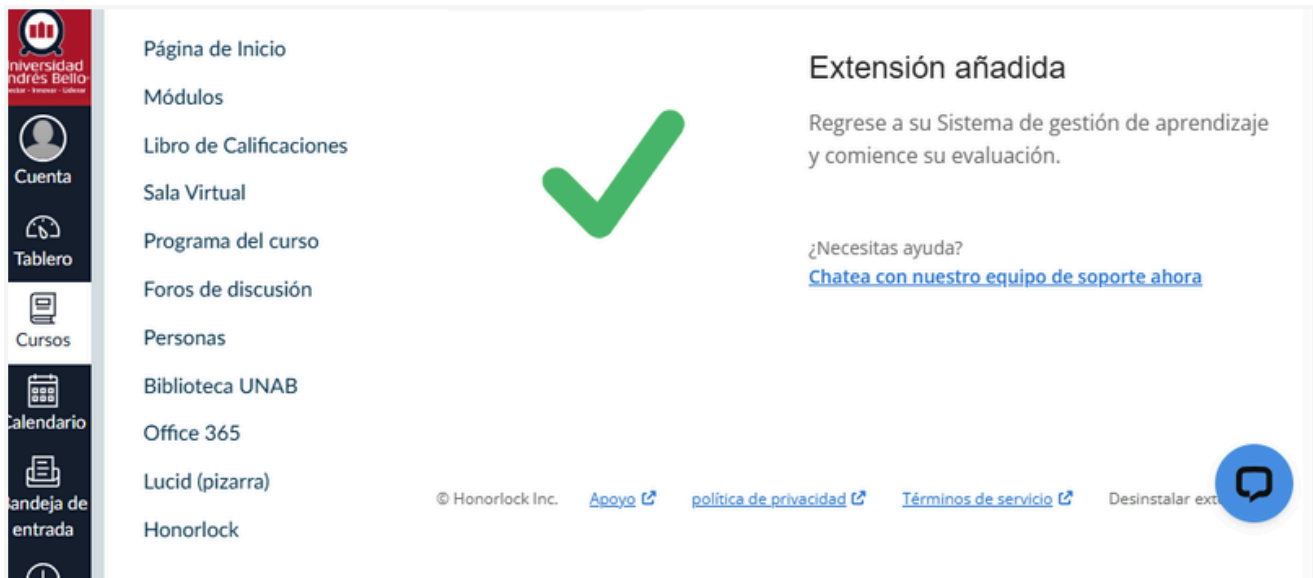 niversidad
ndrés Bello
Cuenta
Tablero
Cursos
Calendario
Bandeja de
entrada
Página de Inicio
Módulos
Libro de Calificaciones
Sala Virtual
Programa del curso
Foros de discusión
Personas
Biblioteca UNAB
Office 365
Lucid (pizarra)
Honorlock
Extensión añadida
Regrese a su Sistema de gestión de aprendizaje
y comience su evaluación.
¿Necesitas ayuda?
Chatea con nuestro equipo de soporte ahora
© Honorlock Inc. Apoyo política de privacidad Términos de servicio Desinstalar ext